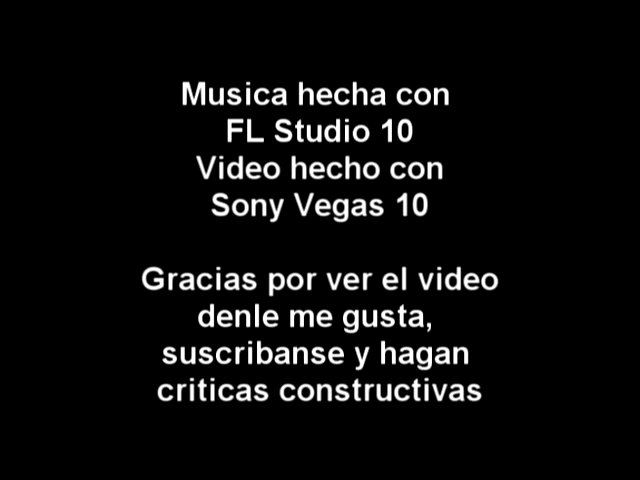 Musica hecha con
FL Studio 10
Video hecho con
Sony Vegas 10
Gracias por ver el video
denle me gusta,
suscribanse y hagan
criticas constructivas